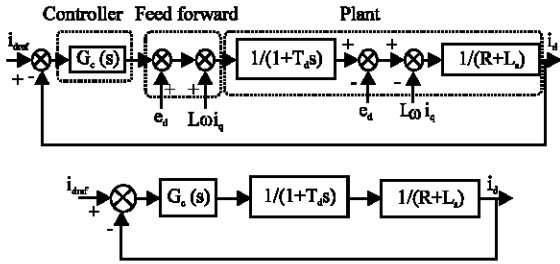 Controller Feed forward Plant
i_dref + - G_c (s) + + 1/(1+T_d s) + - + - 1/(R+L_s) i_d
e_d Lωi_q e_d Lω i_q
i_dref + - G_c (s) 1/(1+T_d s) 1/(R+L_s) i_d